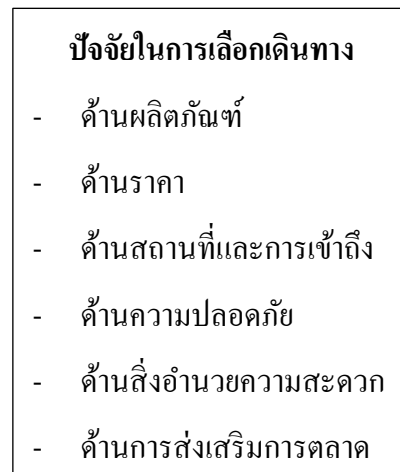 ปัจจัยในการเลือกเดินทาง
- ด้านผลิตภัณฑ์
- ด้านราคา
- ด้านสถานที่และการเข้าถึง
- ด้านความปลอดภัย
- ด้านสิ่งอำนวยความสะดวก
- ด้านการส่งเสริมการตลาด